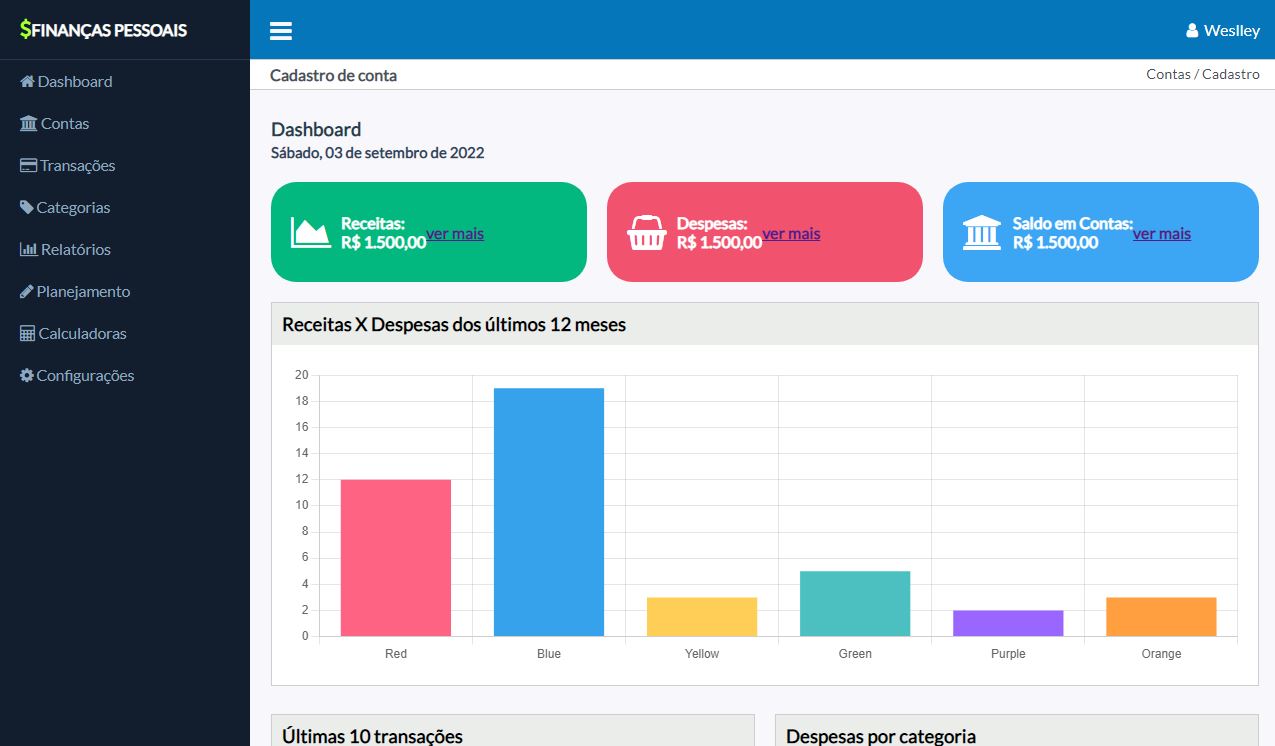 $FINANÇAS PESSOAIS
Weslley
Dashboard
Contas
Transações
Categorias
Relatórios
Planejamento
Calculadoras
Configurações
Cadastro de conta
Contas / Cadastro
Dashboard
Sábado, 03 de setembro de 2022
Receitas:
R$ 1.500,00 ver mais
Despesas:
R$ 1.500,00 ver mais
Saldo em Contas:
R$ 1.500,00 ver mais
Receitas X Despesas dos últimos 12 meses
20
18
16
14
12
10
8
6
4
2
0
Red Blue Yellow Green Purple Orange
Últimas 10 transações
Despesas por categoria